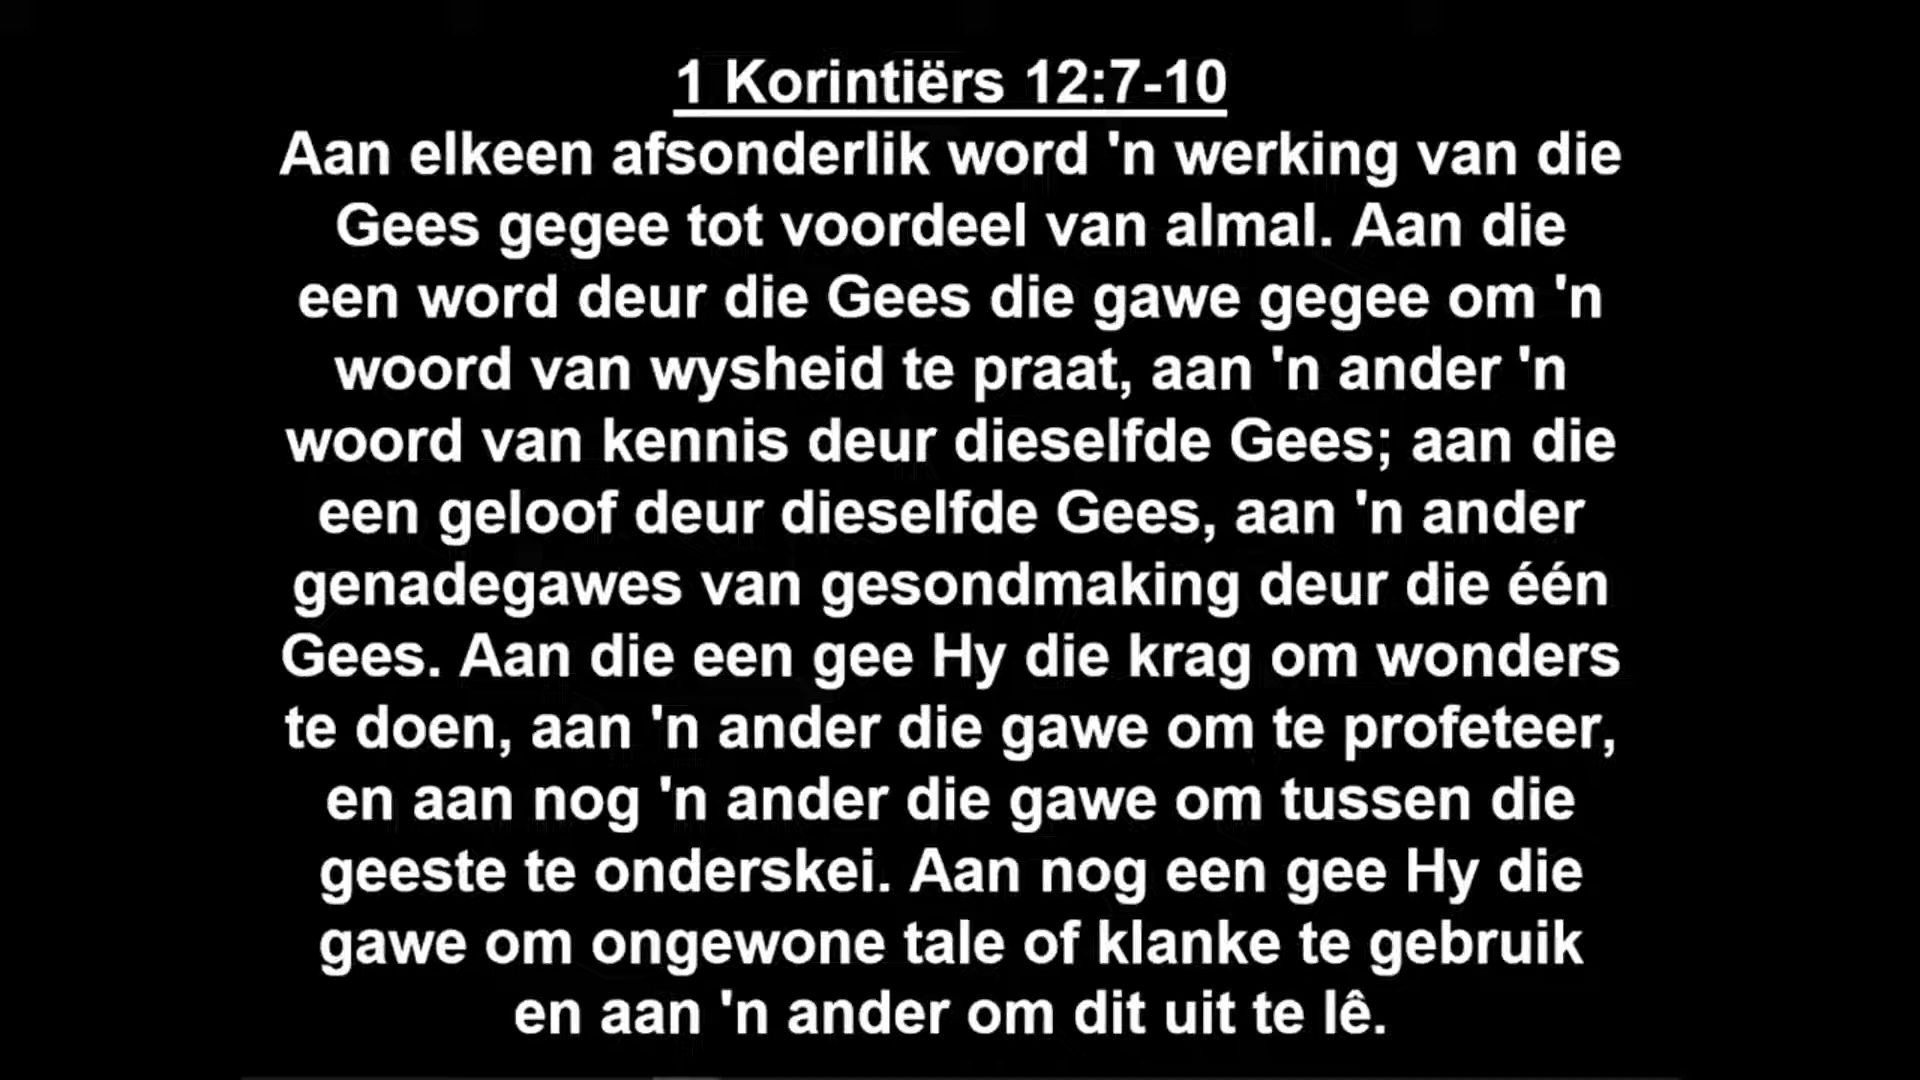 1 Korintiërs 12:7-10
Aan elkeen afsonderlik word 'n werking van die
Gees gegee tot voordeel van almal. Aan die
een word deur die Gees die gawe gegee om 'n
woord van wysheid te praat, aan 'n ander 'n
woord van kennis deur dieselfde Gees; aan die
een geloof deur dieselfde Gees, aan 'n ander
genadegawes van gesondmaking deur die één
Gees. Aan die een gee Hy die krag om wonders
te doen, aan 'n ander die gawe om te profeteer,
en aan nog 'n ander die gawe om tussen die
geeste te onderskei. Aan nog een gee Hy die
gawe om ongewone tale of klanke te gebruik
en aan 'n ander om dit uit te lê.